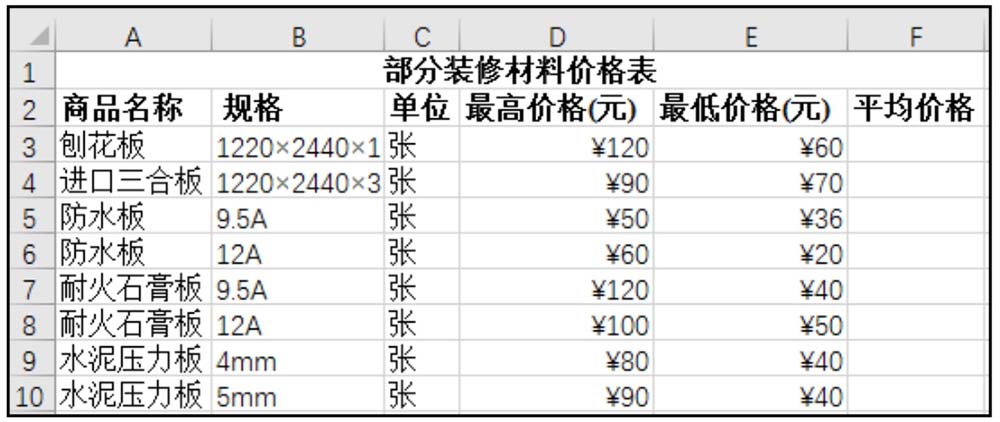 A B C D E F
1 部分装修材料价格表
2 商品名称 规格 单位 最高价格(元) 最低价格(元) 平均价格
3 刨花板 1220×2440×1 张 ¥120 ¥60
4 进口三合板 1220×2440×3 张 ¥90 ¥70
5 防水板 9.5A 张 ¥50 ¥36
6 防水板 12A 张 ¥60 ¥20
7 耐火石膏板 9.5A 张 ¥120 ¥40
8 耐火石膏板 12A 张 ¥100 ¥50
9 水泥压力板 4mm 张 ¥80 ¥40
10 水泥压力板 5mm 张 ¥90 ¥40